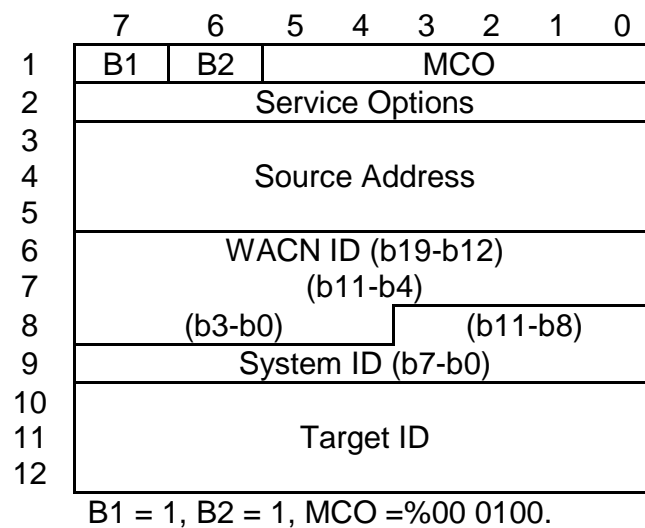 7 6 5 4 3 2 1 0
1 B1 B2 MCO
2 Service Options
3
4 Source Address
5
6 WACN ID (b19-b12)
7 (b11-b4)
8 (b3-b0) (b11-b8)
9 System ID (b7-b0)
10
11 Target ID
12
B1 = 1, B2 = 1, MCO =%00 0100.